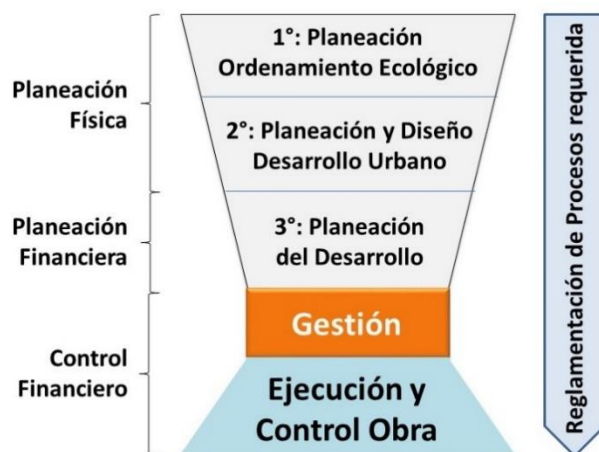 Planeación
Física
Planeación
Financiera
Control
Financiero
1°: Planeación
Ordenamiento Ecológico
2°: Planeación y Diseño
Desarrollo Urbano
3°: Planeación
del Desarrollo
Gestión
Ejecución y
Control Obra
Reglamentación de Procesos requerida